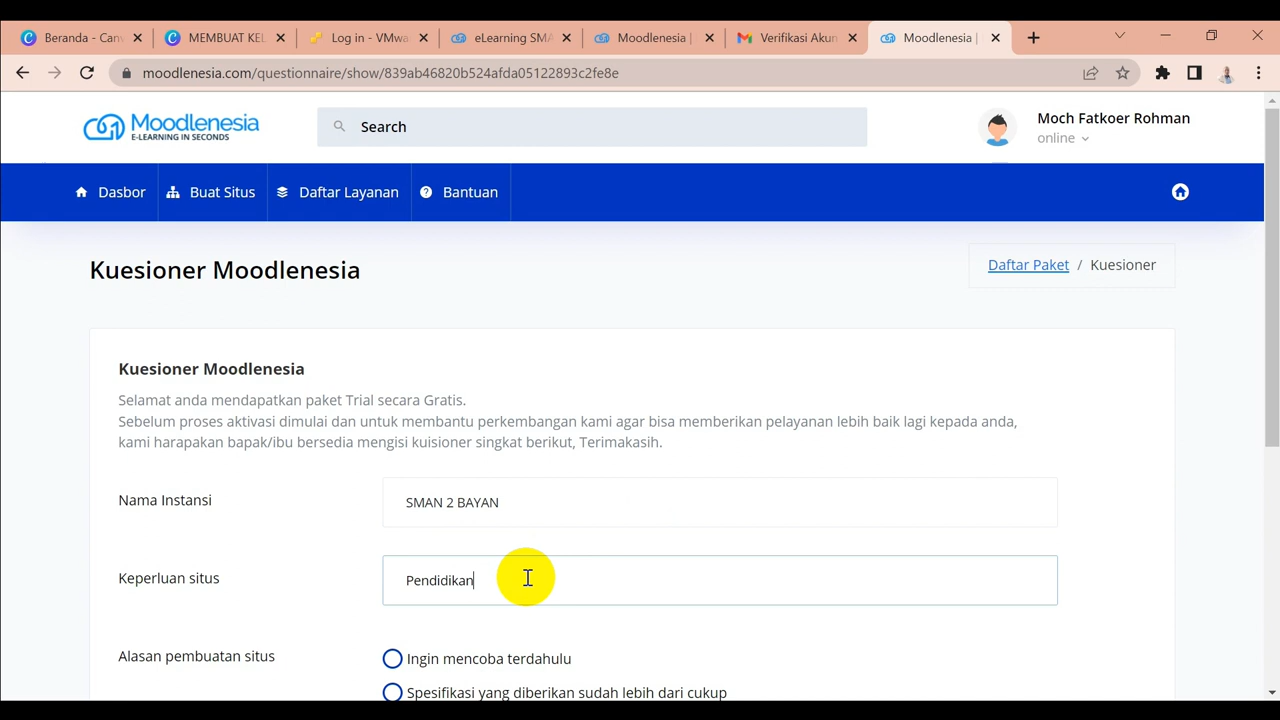 Beranda - Canv
MEMBUAT KEL
Log in - VMwa
eLearning SMA
Moodlenesia |
Verifikasi Akun
Moodlenesia |
moodlenesia.com/questionnaire/show/839ab46820b524afda05122893c2fe8e
Moodlenesia
E-LEARNING IN SECONDS
Search
Moch Fatkoer Rohman
online
Dasbor
Buat Situs
Daftar Layanan
Bantuan
Kuesioner Moodlenesia
Daftar Paket / Kuesioner
Kuesioner Moodlenesia
Selamat anda mendapatkan paket Trial secara Gratis.
Sebelum proses aktivasi dimulai dan untuk membantu perkembangan kami agar bisa memberikan pelayanan lebih baik lagi kepada anda,
kami harapakan bapak/ibu bersedia mengisi kuisioner singkat berikut, Terimakasih.
Nama Instansi
SMAN 2 BAYAN
Keperluan situs
Pendidikan
Alasan pembuatan situs
Ingin mencoba terdahulu
Spesifikasi yang diberikan sudah lebih dari cukup